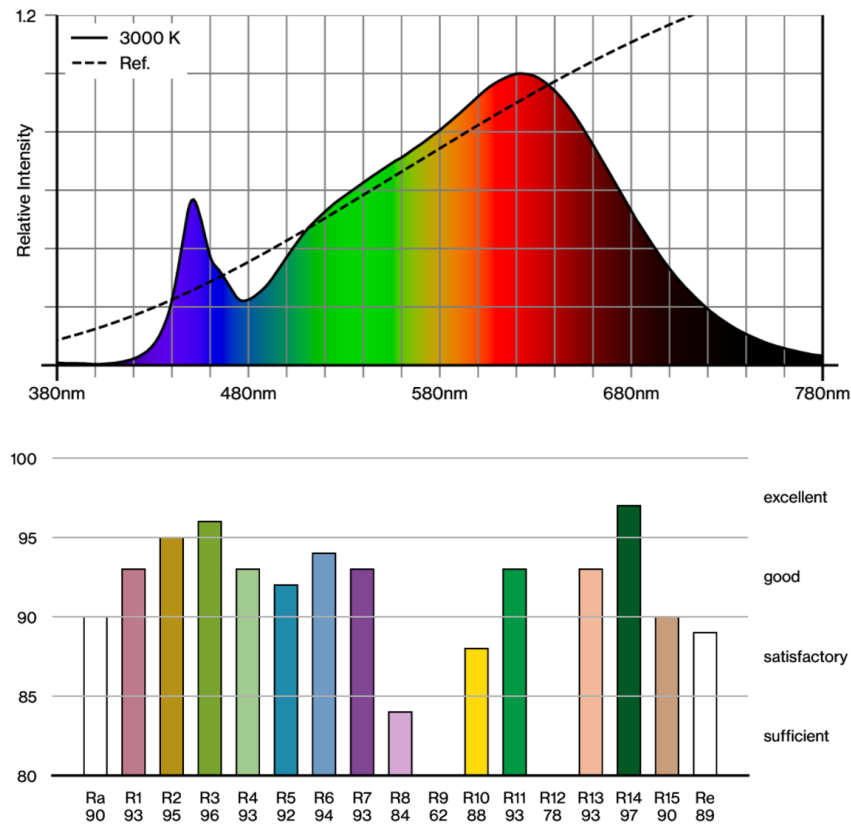 1.2
3000 K
Ref.
Relative Intensity
380nm 480nm 580nm 680nm 780nm
100
excellent
95
good
90
satisfactory
85
sufficient
80
Ra R1 R2 R3 R4 R5 R6 R7 R8 R9 R10 R11 R12 R13 R14 R15 Re
90 93 95 96 93 92 94 93 84 62 88 93 78 93 97 90 89